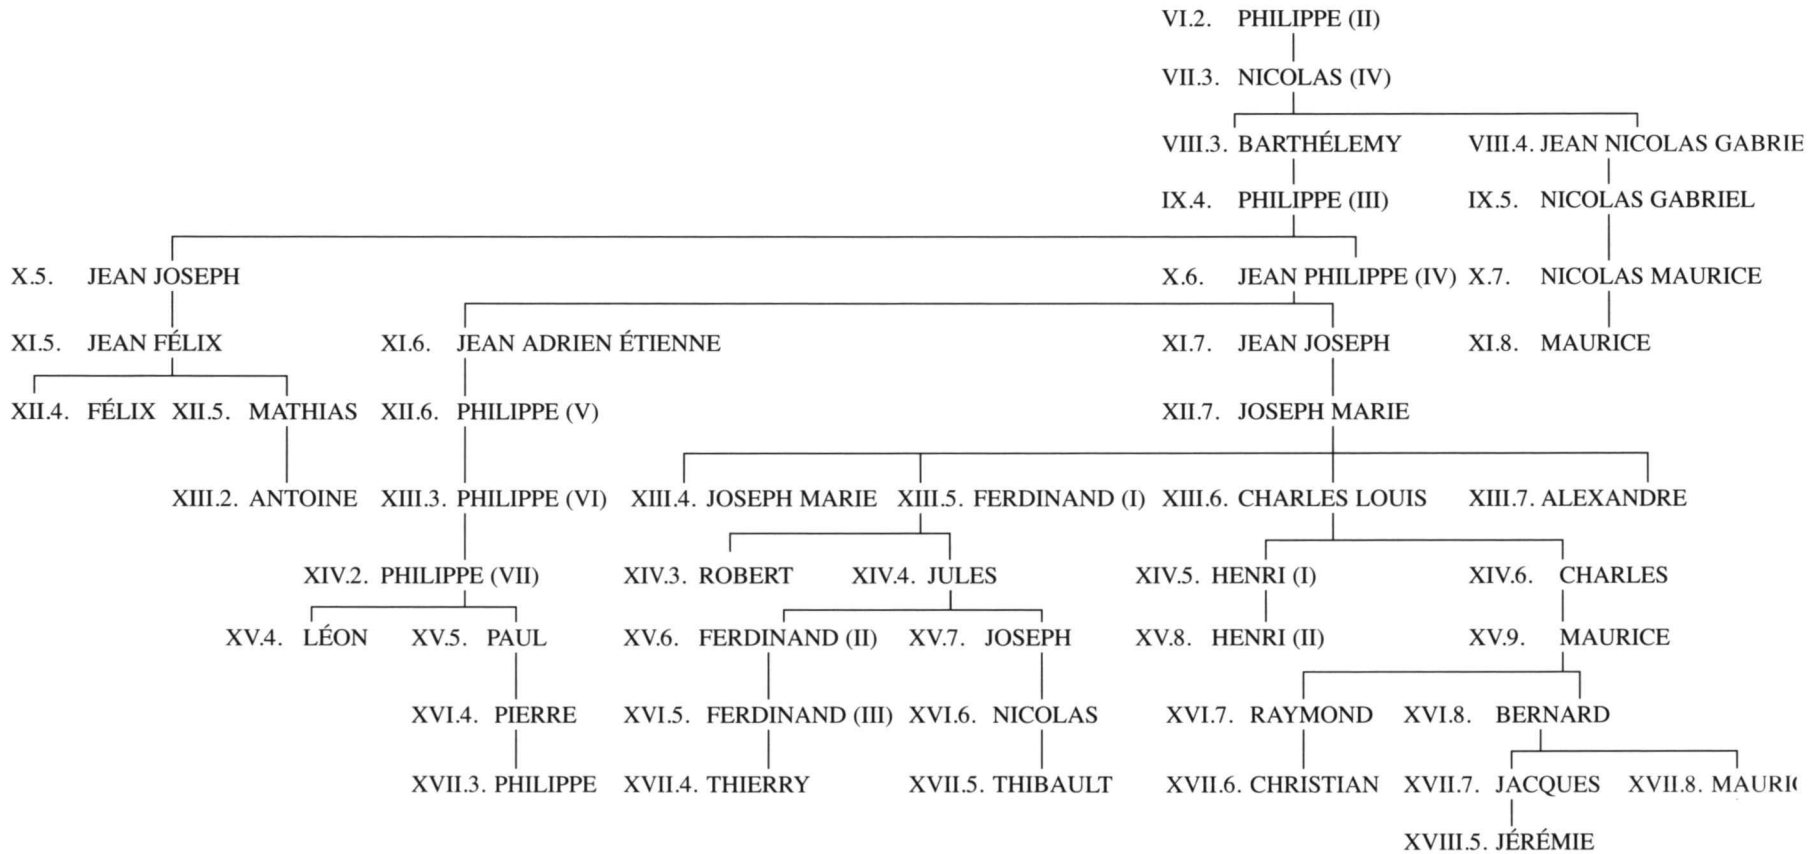 VI.2. PHILIPPE (II)
VII.3. NICOLAS (IV)
VIII.3. BARTHÉLEMY VIII.4. JEAN NICOLAS GABRIE
IX.4. PHILIPPE (III) IX.5. NICOLAS GABRIEL
X.5. JEAN JOSEPH X.6. JEAN PHILIPPE (IV) X.7. NICOLAS MAURICE
XI.5. JEAN FÉLIX XI.6. JEAN ADRIEN ÉTIENNE XI.7. JEAN JOSEPH XI.8. MAURICE
XII.4. FÉLIX XII.5. MATHIAS XII.6. PHILIPPE (V) XII.7. JOSEPH MARIE
XIII.2. ANTOINE XIII.3. PHILIPPE (VI) XIII.4. JOSEPH MARIE XIII.5. FERDINAND (I) XIII.6. CHARLES LOUIS XIII.7. ALEXANDRE
XIV.2. PHILIPPE (VII) XIV.3. ROBERT XIV.4. JULES XIV.5. HENRI (I) XIV.6. CHARLES
XV.4. LÉON XV.5. PAUL XV.6. FERDINAND (II) XV.7. JOSEPH XV.8. HENRI (II) XV.9. MAURICE
XVI.4. PIERRE XVI.5. FERDINAND (III) XVI.6. NICOLAS XVI.7. RAYMOND XVI.8. BERNARD
XVII.3. PHILIPPE XVII.4. THIERRY XVII.5. THIBAULT XVII.6. CHRISTIAN XVII.7. JACQUES XVII.8. MAURI
XVIII.5. JÉRÉMIE